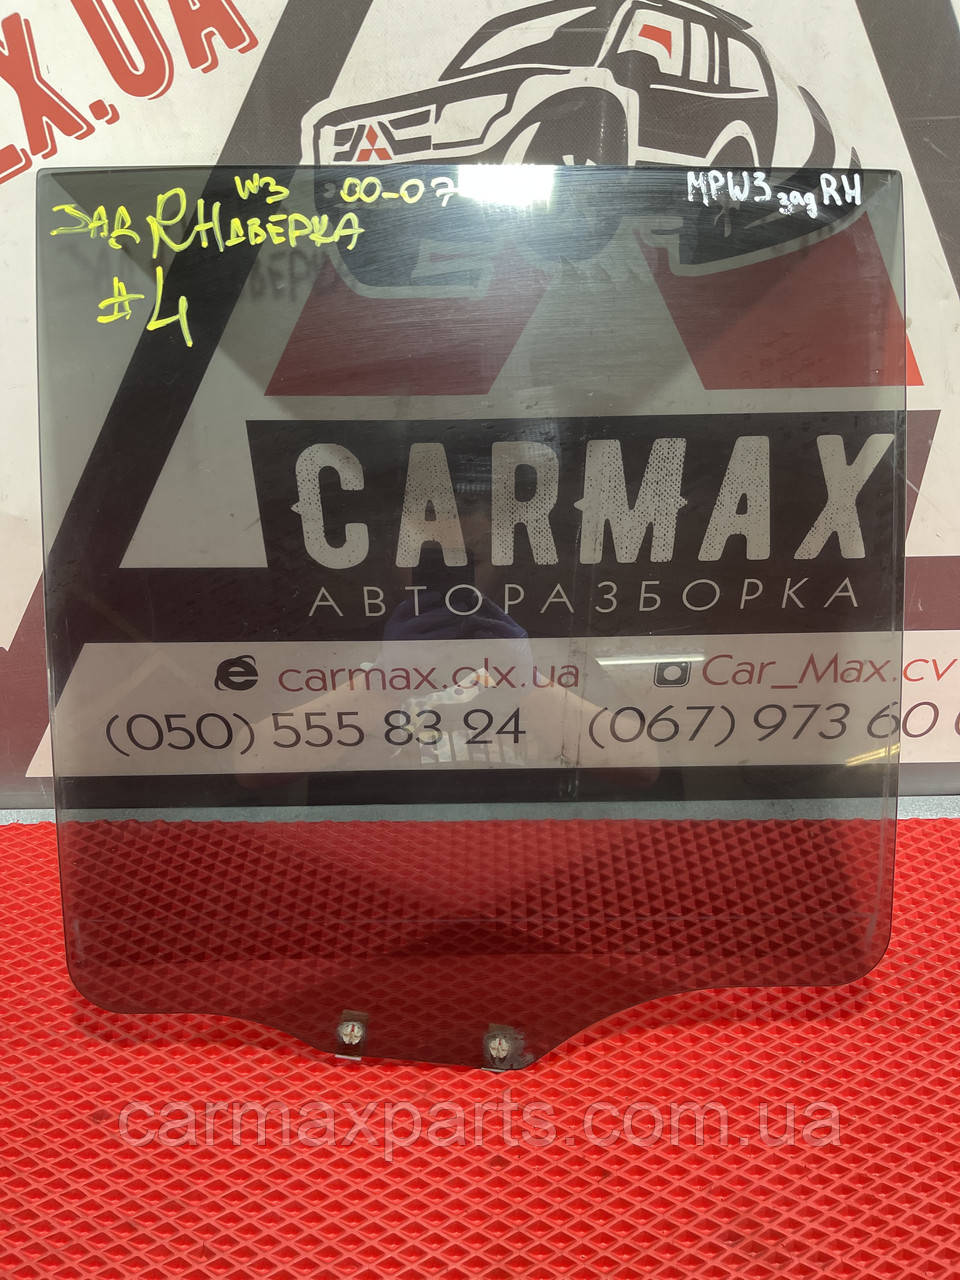 LX.UA
W3 00-07
ЗАД RH ДВЕРКА
#4
MPW3 зад RH
CARMAX
АВТОРАЗБОРКА
carmax.olx.ua
Car_Max.cv
(050) 555 83 24
(067) 973 60
carmaxparts.com.ua